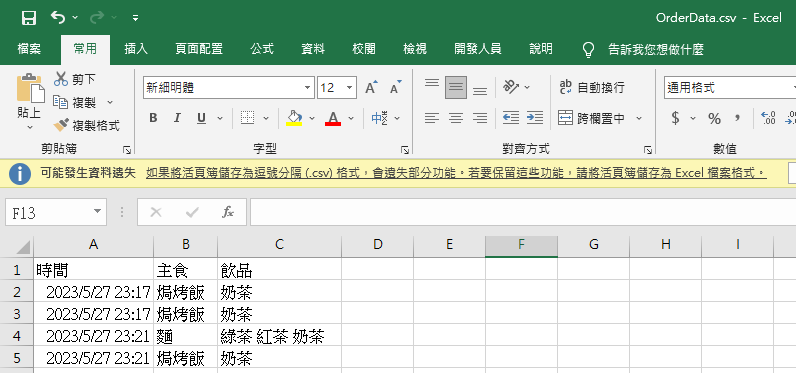 OrderData.csv - Excel
檔案 常用 插入 頁面配置 公式 資料 校閱 檢視 開發人員 說明 告訴我您想做什麼
貼上
剪下
複製
複製格式
剪貼簿
新細明體 12 A A
B I U A 中
字型
ab 自動換行
跨欄置中
對齊方式
通用格式
$ % , .00
數值
可能發生資料遺失 如果將活頁簿儲存為逗號分隔 (.csv) 格式，會遺失部分功能。若要保留這些功能，請將活頁簿儲存為 Excel 檔案格式。
F13 fx
A B C D E F G H I
1 時間 主食 飲品
2 2023/5/27 23:17 焗烤飯 奶茶
3 2023/5/27 23:17 焗烤飯 奶茶
4 2023/5/27 23:21 麵 綠茶 紅茶 奶茶
5 2023/5/27 23:21 焗烤飯 奶茶